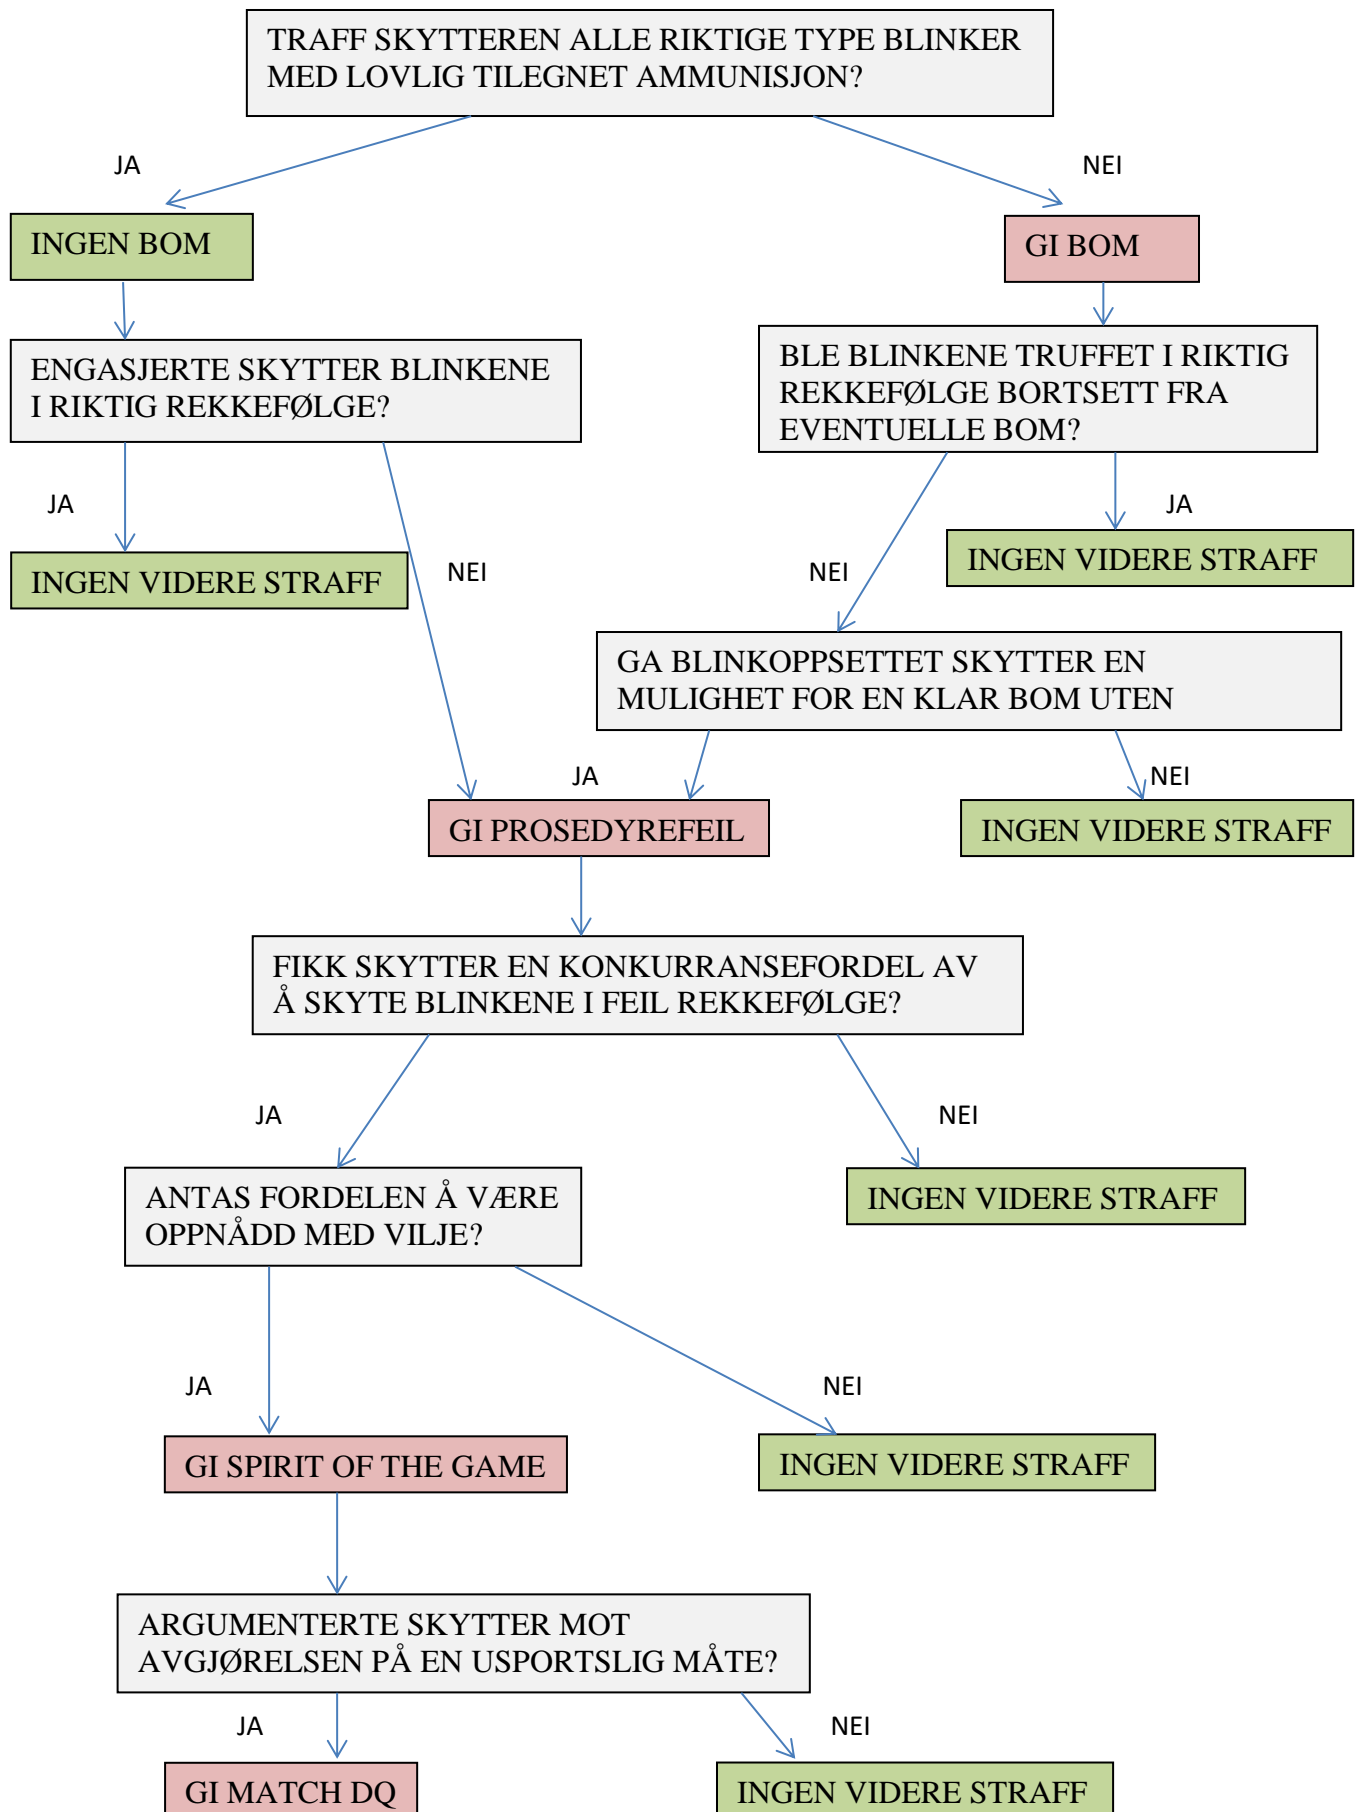 TRAFF SKYTTEREN ALLE RIKTIGE TYPE BLINKER
MED LOVLIG TILEGNET AMMUNISJON?
JA
NEI
INGEN BOM
GI BOM
ENGASJERTE SKYTTER BLINKENE
I RIKTIG REKKEFØLGE?
BLE BLINKENE TRUFFET I RIKTIG
REKKEFØLGE BORTSETT FRA
EVENTUELLE BOM?
JA
JA
INGEN VIDERE STRAFF
NEI
NEI
INGEN VIDERE STRAFF
GA BLINKOPPSETTET SKYTTER EN
MULIGHET FOR EN KLAR BOM UTEN
JA
NEI
GI PROSEDYREFEIL
INGEN VIDERE STRAFF
FIKK SKYTTER EN KONKURRANSEFORDEL AV
Å SKYTE BLINKENE I FEIL REKKEFØLGE?
JA
NEI
ANTAS FORDELEN Å VÆRE
OPPNÅDD MED VILJE?
INGEN VIDERE STRAFF
JA
NEI
GI SPIRIT OF THE GAME
INGEN VIDERE STRAFF
ARGUMENTERTE SKYTTER MOT
AVGJØRELSEN PÅ EN USPORTSLIG MÅTE?
JA
NEI
GI MATCH DQ
INGEN VIDERE STRAFF